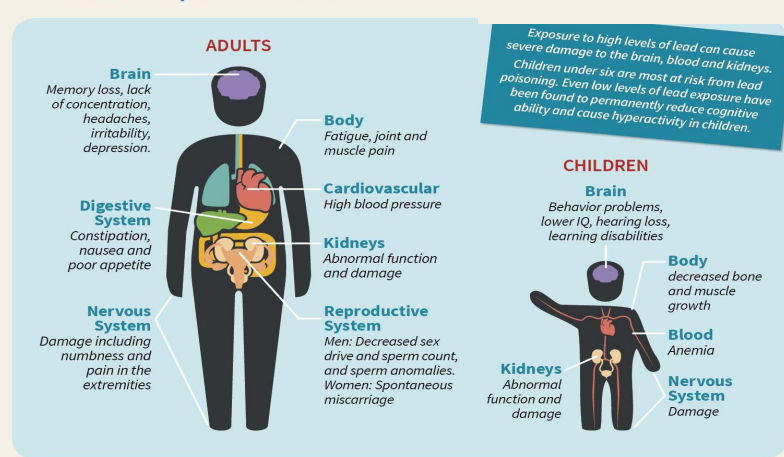 ADULTS
Brain
Memory loss, lack
of concentration,
headaches,
irritability,
depression.
Digestive
System
Constipation,
nausea and
poor appetite
Nervous
System
Damage including
numbness and
pain in the
extremities
Body
Fatigue, joint and
muscle pain
Cardiovascular
High blood pressure
Kidneys
Abnormal function
and damage
Reproductive
System
Men: Decreased sex
drive and sperm count,
and sperm anomalies.
Women: Spontaneous
miscarriage
Exposure to high levels of lead can cause
severe damage to the brain, blood and kidneys.
Children under six are most at risk from lead
poisoning. Even low levels of lead exposure have
been found to permanently reduce cognitive
ability and cause hyperactivity in children.
CHILDREN
Brain
Behavior problems,
lower IQ, hearing loss,
learning disabilities
Body
decreased bone
and muscle
growth
Blood
Anemia
Kidneys
Abnormal
function and
damage
Nervous
System
Damage